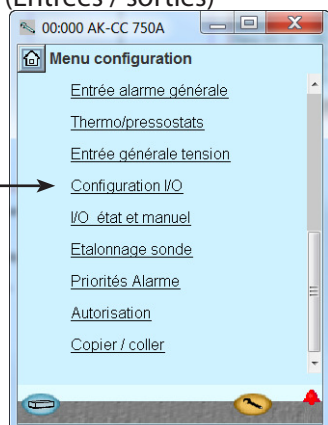 (Entrées / sorties)
00:000 AK-CC 750A
Menu configuration
Entrée alarme générale
Thermo/pressostats
Entrée générale tension
Configuration I/O
I/O état et manuel
Etalonnage sonde
Priorités Alarme
Autorisation
Copier / coller